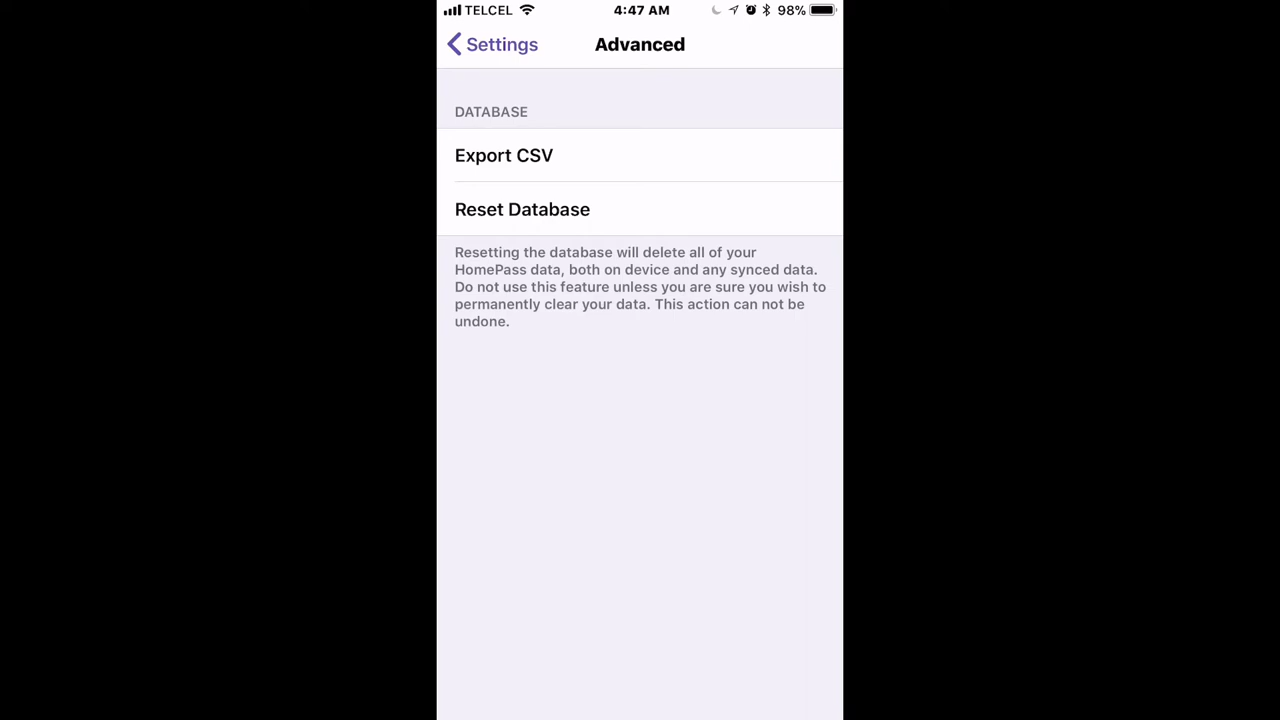 TELCEL 4:47 AM 98%
Settings Advanced
DATABASE
Export CSV
Reset Database
Resetting the database will delete all of your
HomePass data, both on device and any synced data.
Do not use this feature unless you are sure you wish to
permanently clear your data. This action can not be
undone.